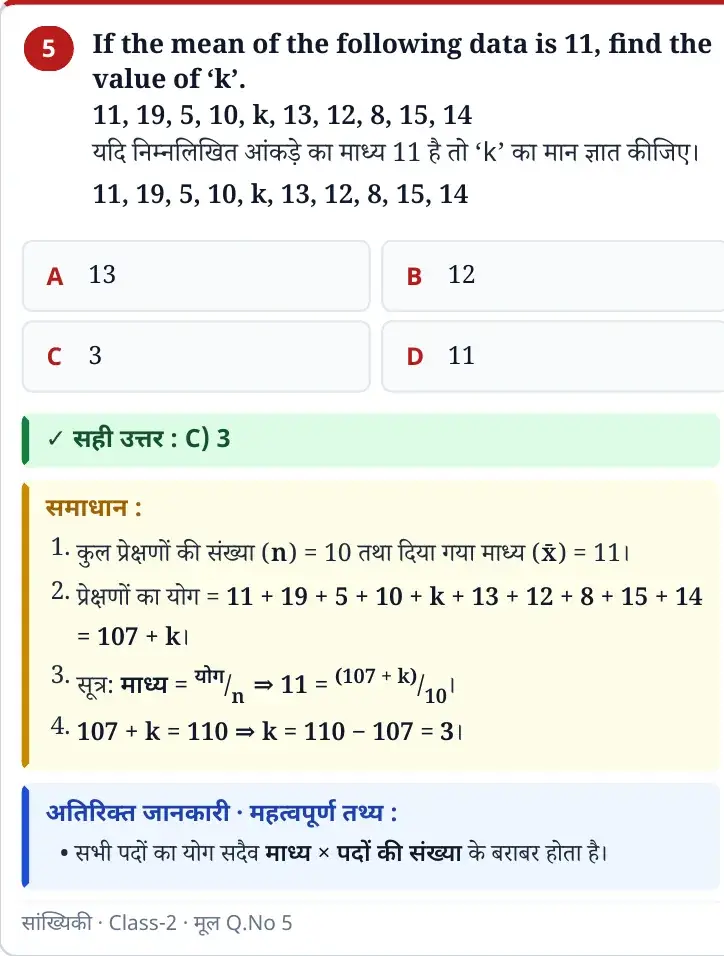 5
If the mean of the following data is 11, find the
value of ‘k’.
11, 19, 5, 10, k, 13, 12, 8, 15, 14
यदि निम्नलिखित आंकड़े का माध्य 11 है तो ‘k’ का मान ज्ञात कीजिए।
11, 19, 5, 10, k, 13, 12, 8, 15, 14
A 13
B 12
C 3
D 11
✓ सही उत्तर : C) 3
समाधान :
1. कुल प्रेक्षणों की संख्या (n) = 10 तथा दिया गया माध्य (x̄) = 11।
2. प्रेक्षणों का योग = 11 + 19 + 5 + 10 + k + 13 + 12 + 8 + 15 + 14
= 107 + k।
3. सूत्र: माध्य = योग/n ⇒ 11 = (107 + k)/10।
4. 107 + k = 110 ⇒ k = 110 − 107 = 3।
अतिरिक्त जानकारी · महत्वपूर्ण तथ्य :
• सभी पदों का योग सदैव माध्य × पदों की संख्या के बराबर होता है।
सांख्यिकी · Class-2 · मूल Q.No 5